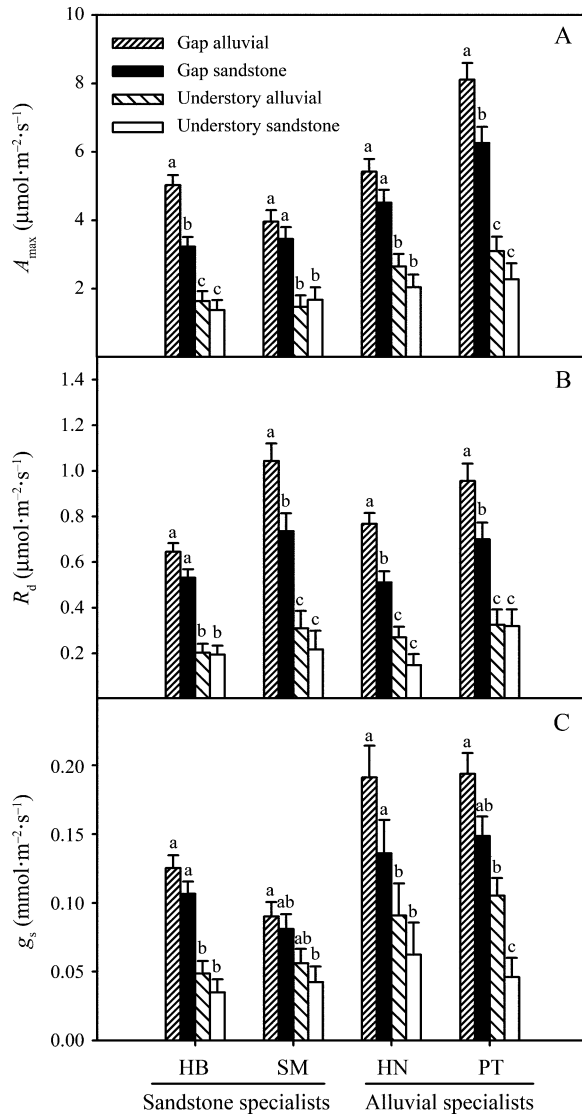 A
Gap alluvial
Gap sandstone
Understory alluvial
Understory sandstone
A_max (µmol·m⁻²·s⁻¹)
10
8
6
4
2
a
b
c
c
a
a
b
b
a
a
b
b
a
b
c
c
B
R_d (µmol·m⁻²·s⁻¹)
1.4
1.2
1.0
0.8
0.6
0.4
0.2
a
a
b
b
a
b
c
c
a
b
c
c
a
b
c
c
C
g_s (mmol·m⁻²·s⁻¹)
0.20
0.15
0.10
0.05
0.00
a
a
b
b
a
ab
ab
b
a
a
b
b
a
ab
b
c
HB SM HN PT
Sandstone specialists Alluvial specialists